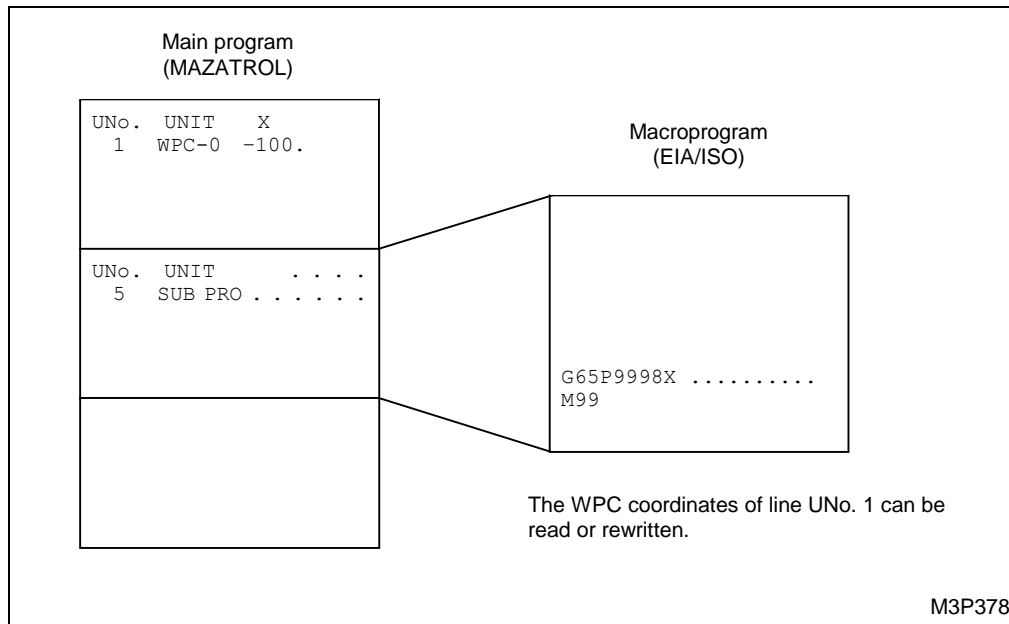 Main program
(MAZATROL)
UNo. UNIT X
1 WPC-0 −100.
UNo. UNIT . . . .
5 SUB PRO . . . . . .
Macroprogram
(EIA/ISO)
G65P9998X ..........
M99
The WPC coordinates of line UNo. 1 can be
read or rewritten.
M3P378